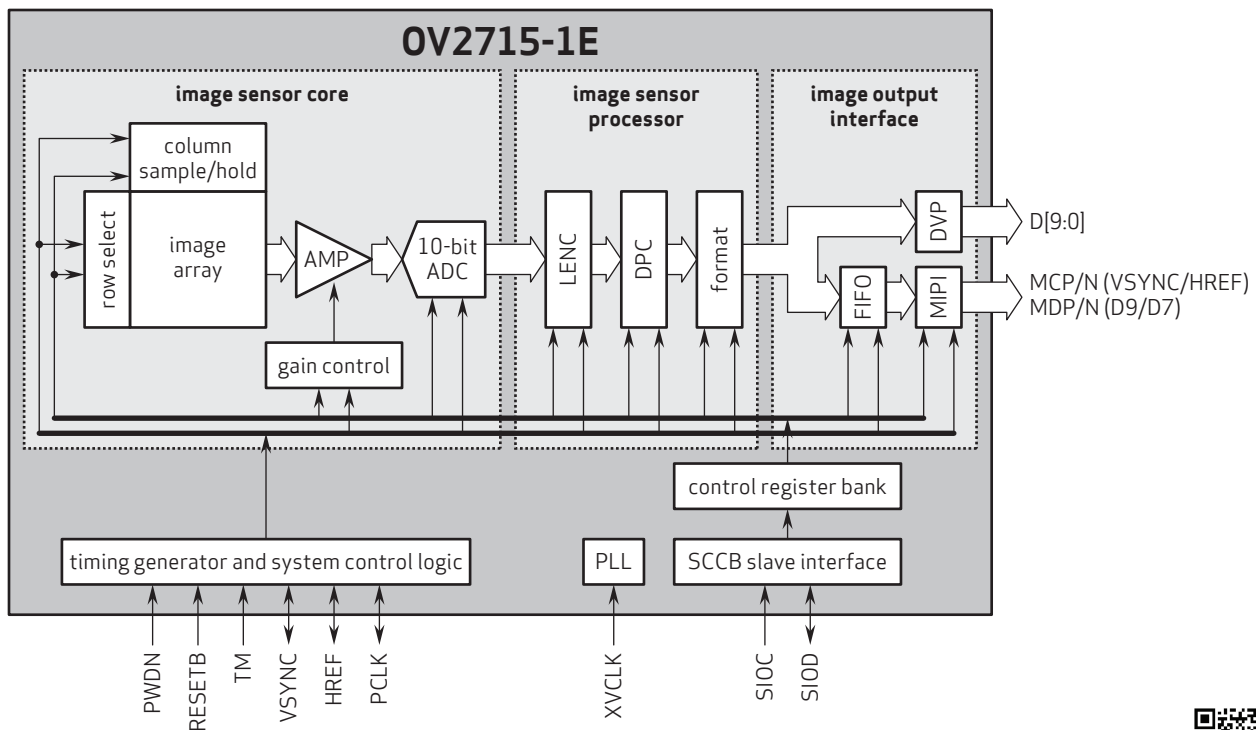 OV2715-1E
image sensor core
image sensor
processor
image output
interface
column
sample/hold
row select
image
array
AMP
10-bit
ADC
gain control
LENC
DPC
format
DVP
FIFO
MIPI
D[9:0]
MCP/N (VSYNC/HREF)
MDP/N (D9/D7)
control register bank
timing generator and system control logic
PLL
SCCB slave interface
PWDN
RESETB
TM
VSYNC
HREF
PCLK
XVCLK
SIOC
SIOD